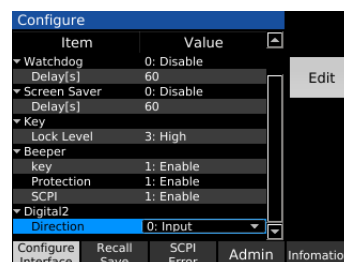 Configure
Item Value
Watchdog 0: Disable
Delay[s] 60
Edit
Screen Saver 0: Disable
Delay[s] 60
Key
Lock Level 3: High
Beeper
key 1: Enable
Protection 1: Enable
SCPI 1: Enable
Digital2
Direction 0: Input
Configure Interface
Recall Save
SCPI Error
Admin
Infomatio